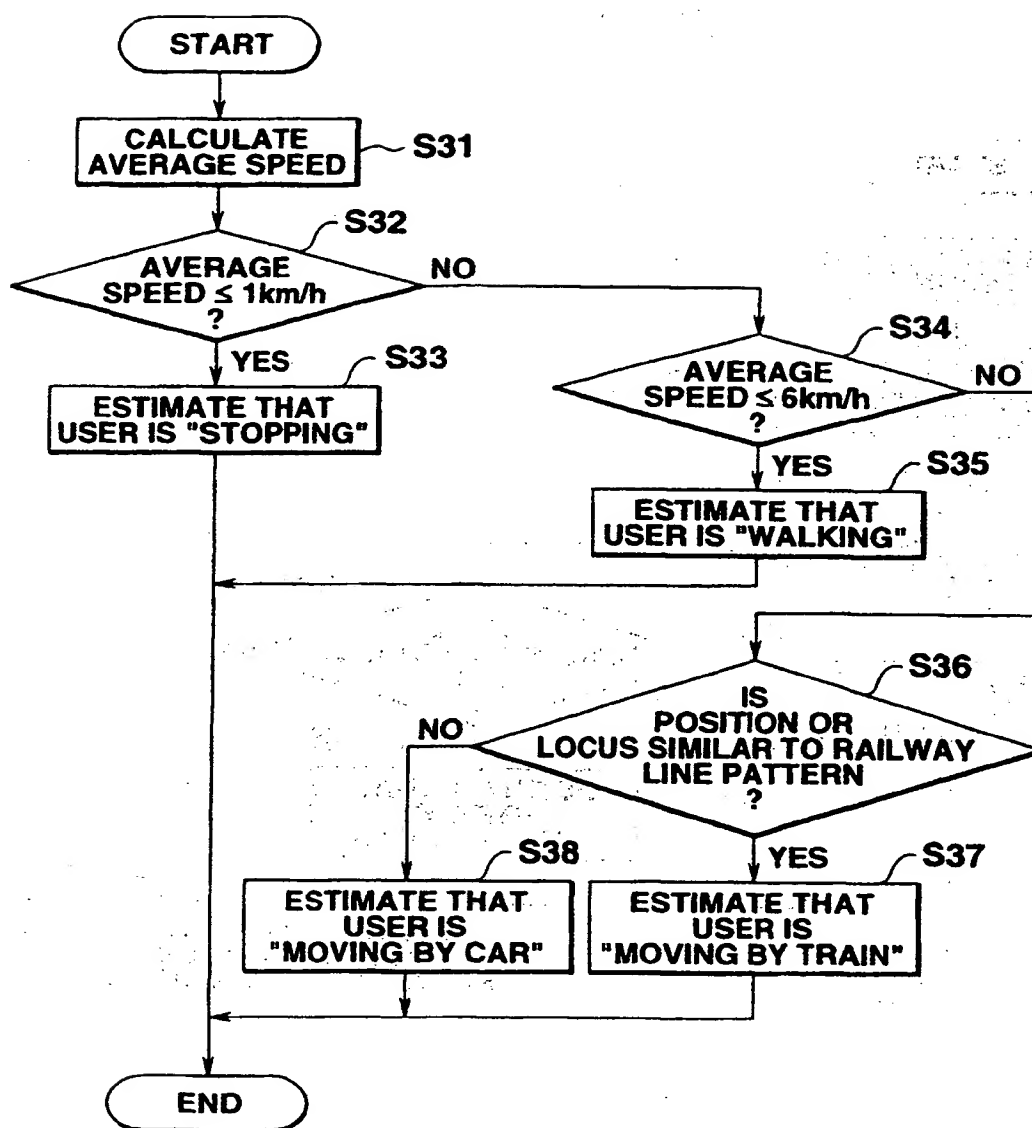 START
CALCULATE
AVERAGE SPEED
S31
S32
AVERAGE
SPEED ≤ 1km/h
?
NO
YES
S33
ESTIMATE THAT
USER IS "STOPPING"
S34
AVERAGE
SPEED ≤ 6km/h
?
NO
YES
S35
ESTIMATE THAT
USER IS "WALKING"
S36
IS
POSITION OR
LOCUS SIMILAR TO RAILWAY
LINE PATTERN
?
NO
YES
S38
ESTIMATE THAT
USER IS
"MOVING BY CAR"
S37
ESTIMATE THAT
USER IS
"MOVING BY TRAIN"
END